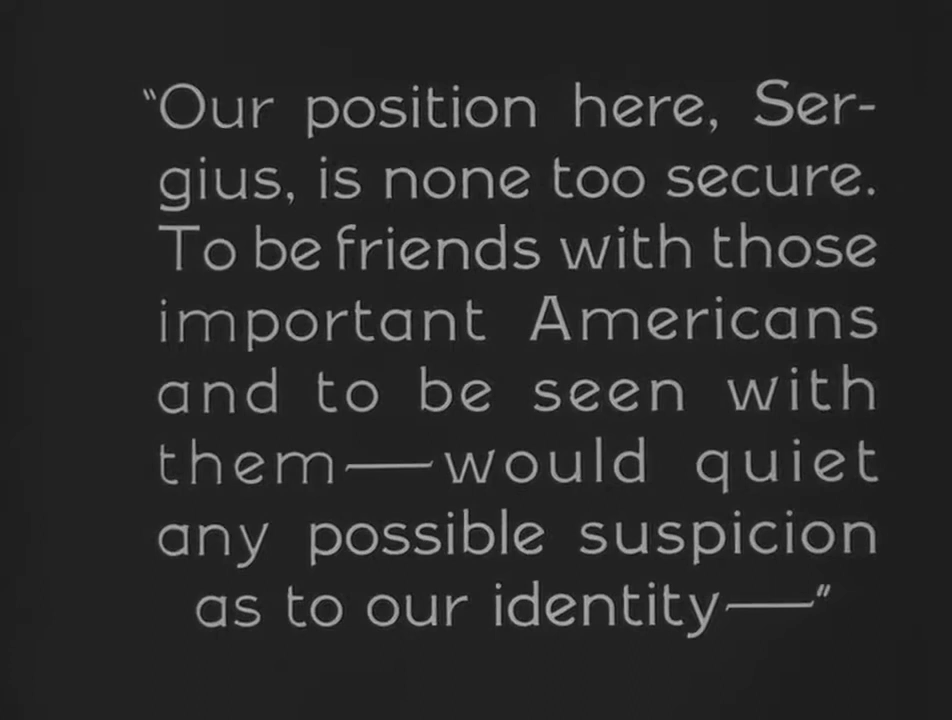 "Our position here, Ser-
gius, is none too secure.
To be friends with those
important Americans
and to be seen with
them—would quiet
any possible suspicion
as to our identity—"